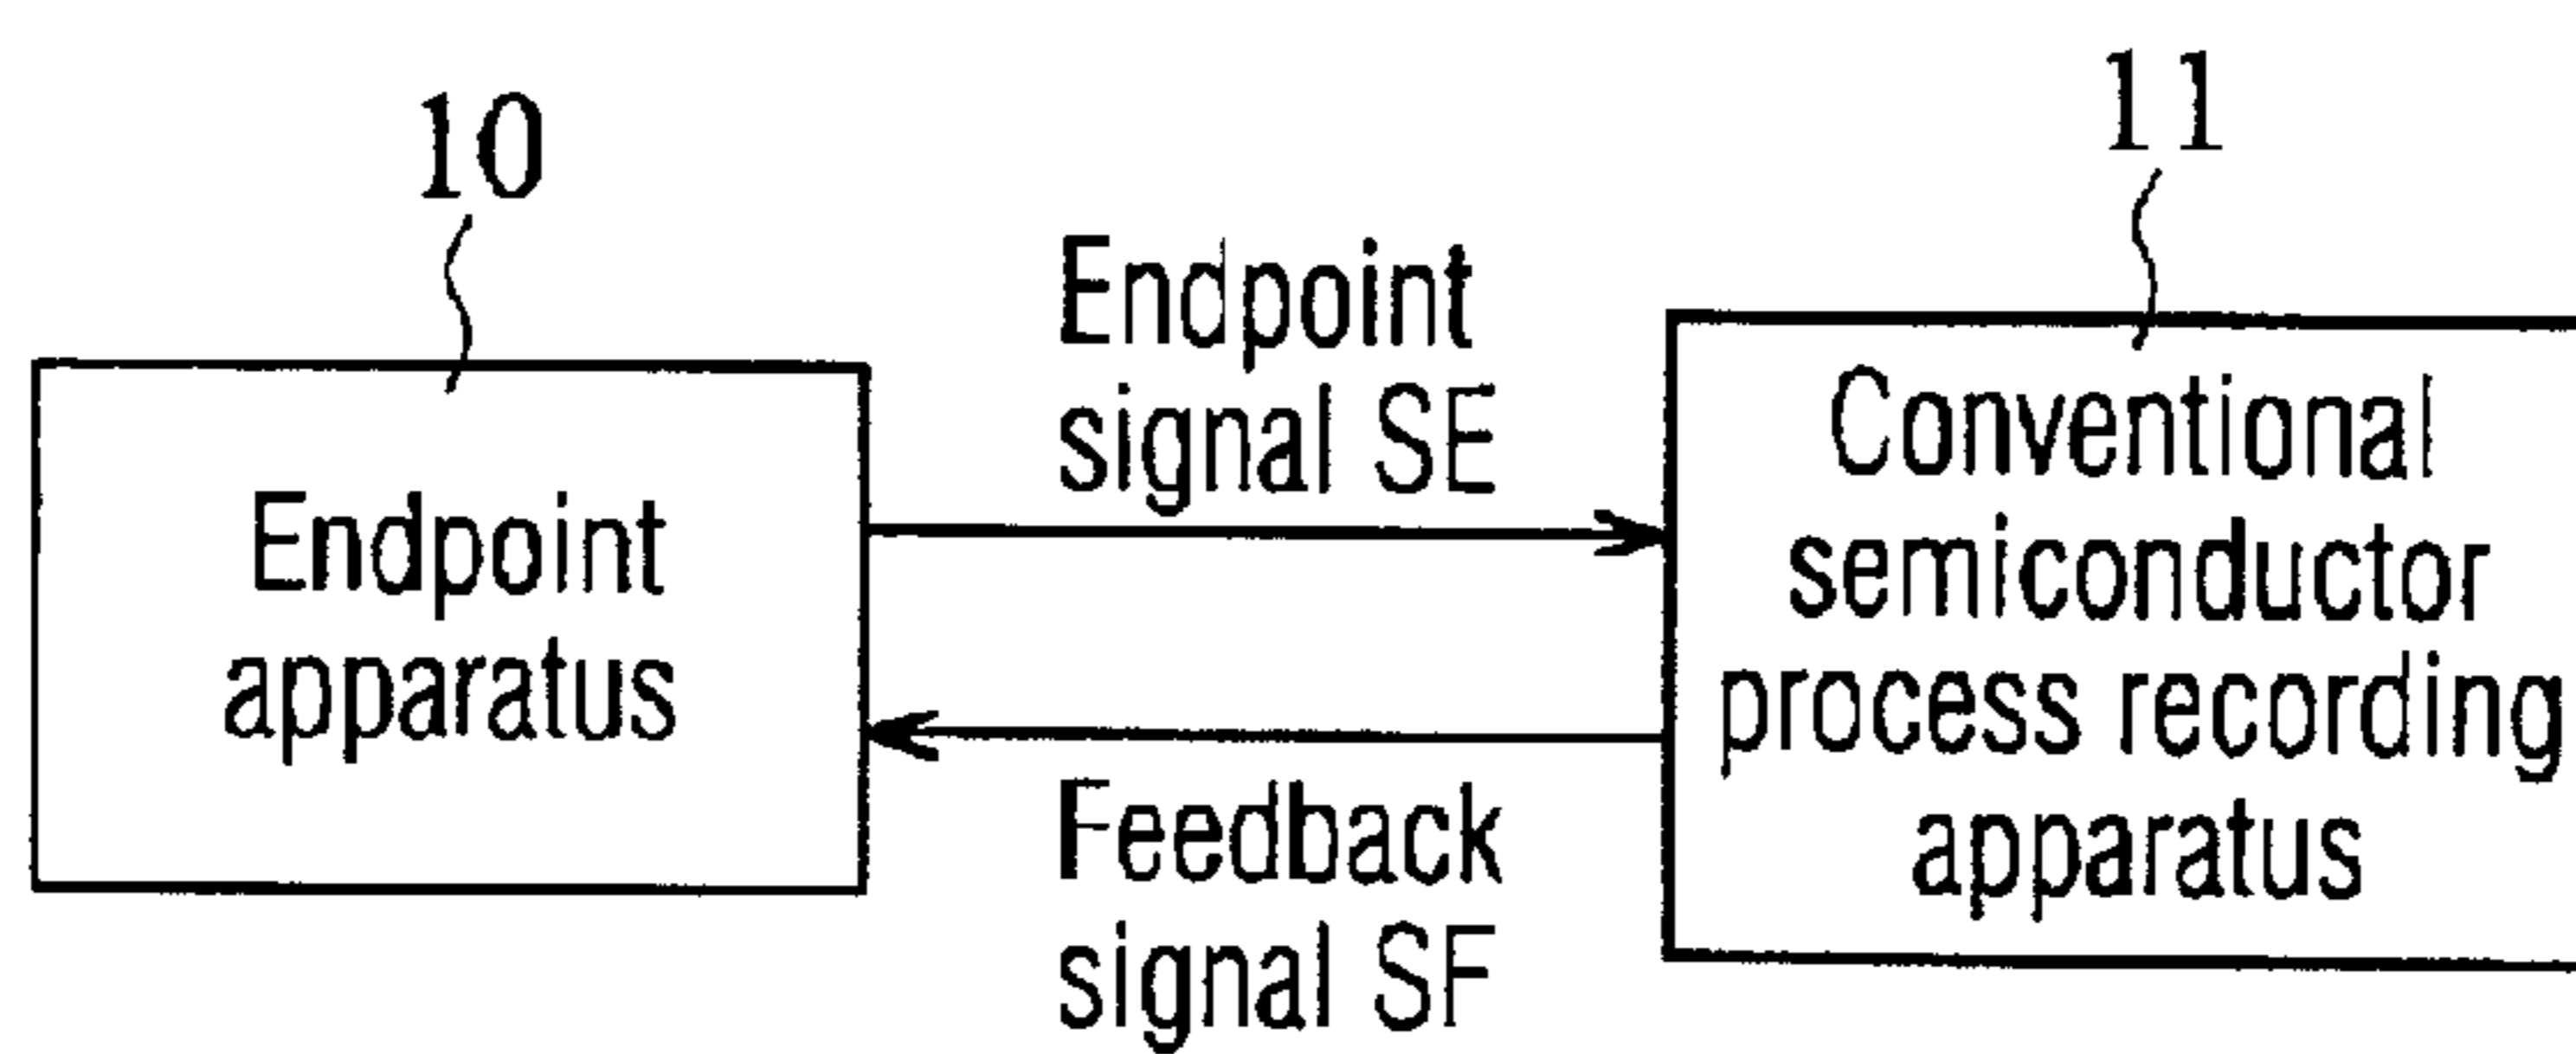 10
11
Endpoint
signal SE
Endpoint
apparatus
Conventional
semiconductor
process recording
apparatus
Feedback
signal SF